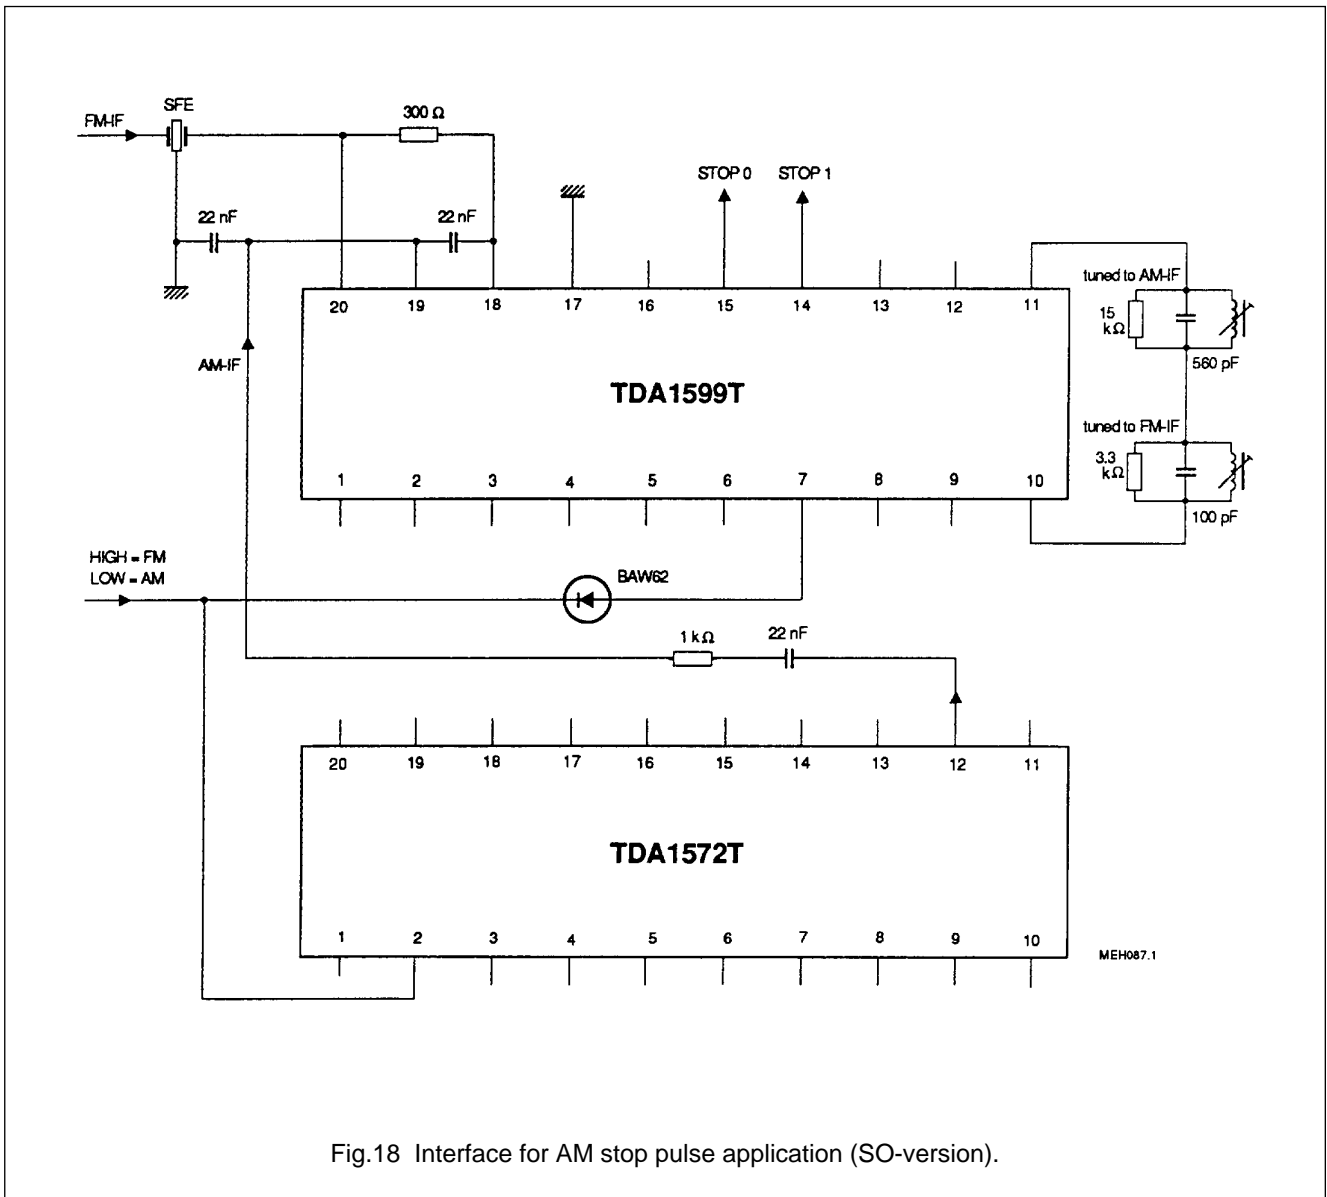 SFE
FM-IF
300 Ω
STOP 0 STOP 1
22 nF 22 nF
20 19 18 17 16 15 14 13 12 11
tuned to AM-IF
15
kΩ
560 pF
AM-IF
TDA1599T
tuned to FM-IF
3.3
kΩ
100 pF
1 2 3 4 5 6 7 8 9 10
HIGH = FM
LOW = AM
BAW62
1 kΩ 22 nF
20 19 18 17 16 15 14 13 12 11
TDA1572T
1 2 3 4 5 6 7 8 9 10
MEH087.1
Fig.18 Interface for AM stop pulse application (SO-version).